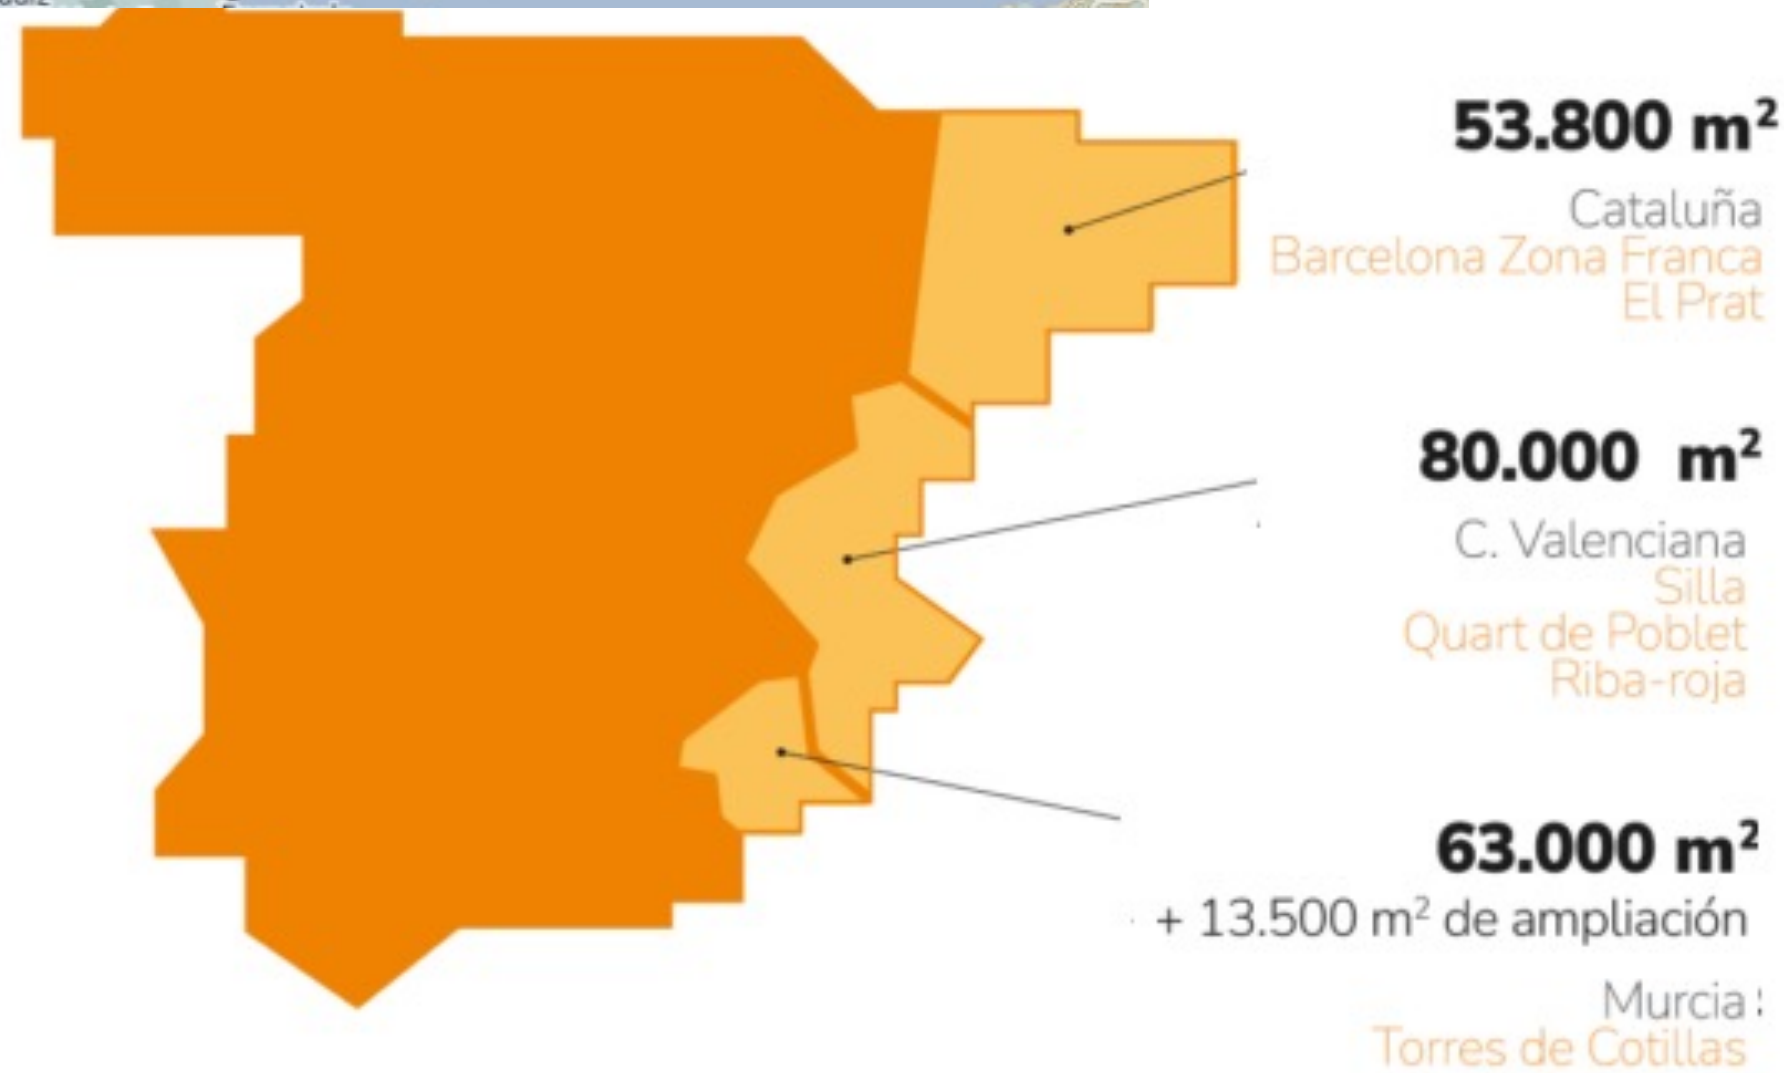 53.800 m²
Cataluña
Barcelona Zona Franca
El Prat
80.000 m²
C. Valenciana
Silla
Quart de Poblet
Riba-roja
63.000 m²
+ 13.500 m² de ampliación
Murcia
Torres de Cotillas